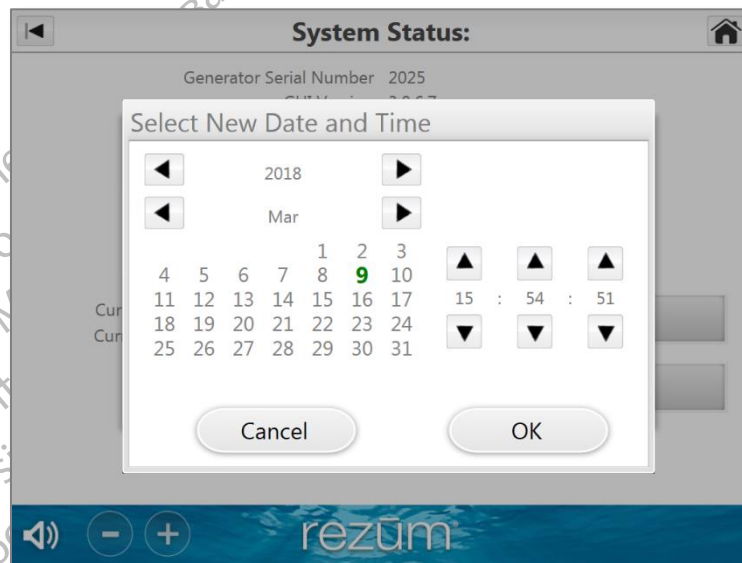 System Status:
Generator Serial Number 2025
Select New Date and Time
2018
Mar
1 2 3
4 5 6 7 8 9 10
11 12 13 14 15 16 17
18 19 20 21 22 23 24
25 26 27 28 29 30 31
15 : 54 : 51
Cur
Cur
Cancel
OK
rezūm